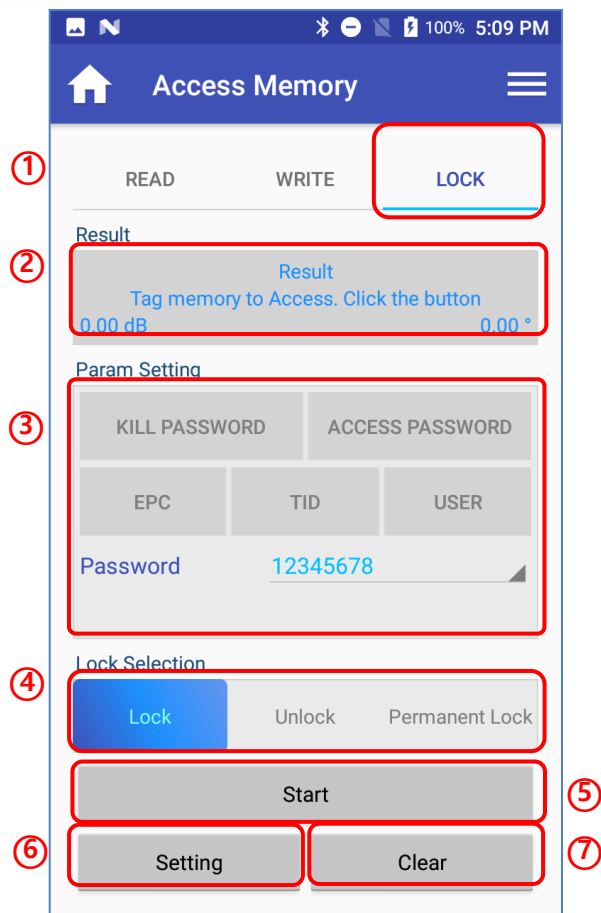 100% 5:09 PM
Access Memory
① READ WRITE LOCK
Result
② Result
Tag memory to Access. Click the button
0.00 dB 0.00 °
Param Setting
③ KILL PASSWORD ACCESS PASSWORD
EPC TID USER
Password 12345678
Lock Selection
④ Lock Unlock Permanent Lock
Start ⑤
⑥ Setting Clear ⑦